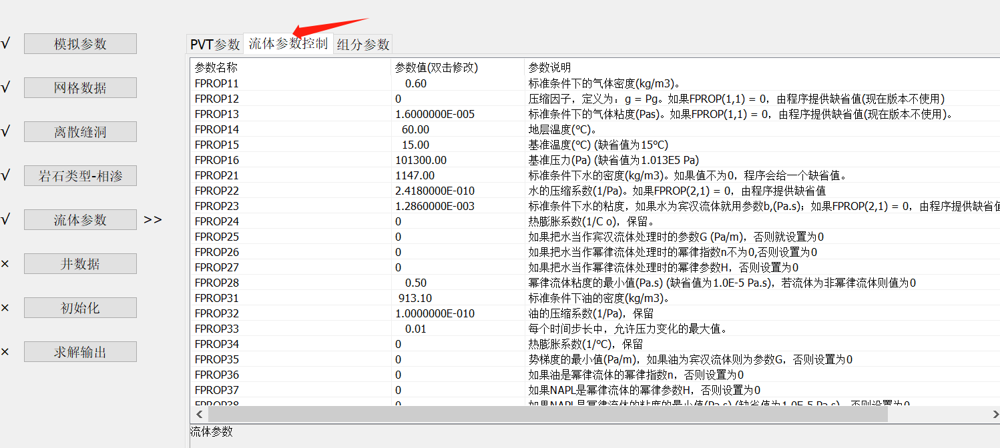 √ 模拟参数
√ 网格数据
√ 离散缝洞
√ 岩石类型-相渗
√ 流体参数 >>
× 井数据
× 初始化
× 求解输出
PVT参数 流体参数控制 组分参数
参数名称 参数值(双击修改) 参数说明
FPROP11 0.60 标准条件下的气体密度(kg/m3)。
FPROP12 0 压缩因子，定义为：g = Pg。如果FPROP(1,1) = 0，由程序提供缺省值(现在版本不使用)
FPROP13 1.6000000E-005 标准条件下的气体粘度(Pas)。如果FPROP(1,1) = 0，由程序提供缺省值(现在版本不使用)。
FPROP14 60.00 地层温度(°C)。
FPROP15 15.00 基准温度(°C) (缺省值为15°C)
FPROP16 101300.00 基准压力(Pa) (缺省值为1.013E5 Pa)
FPROP21 1147.00 标准条件下水的密度(kg/m3)。如果值不为0，程序会给一个缺省值。
FPROP22 2.4180000E-010 水的压缩系数(1/Pa)。如果FPROP(2,1) = 0，由程序提供缺省值
FPROP23 1.2860000E-003 标准条件下水的粘度，如果水为宾汉流体就用参数b,(Pa.s)；如果FPROP(2,1) = 0，由程序提供缺省值
FPROP24 0 热膨胀系数(1/C o)，保留。
FPROP25 0 如果把水当作宾汉流体处理时的参数G (Pa/m)，否则就设置为0
FPROP26 0 如果把水当作幂律流体处理时的幂律指数n不为0,否则设置为0
FPROP27 0 如果把水当作幂律流体处理时的幂律参数H，否则设置为0
FPROP28 0.50 幂律流体粘度的最小值(Pa.s) (缺省值为1.0E-5 Pa.s)，若流体为非幂律流体则值为0
FPROP31 913.10 标准条件下油的密度(kg/m3)。
FPROP32 1.0000000E-010 油的压缩系数(1/Pa)，保留
FPROP33 0.01 每个时间步长中，允许压力变化的最大值。
FPROP34 0 热膨胀系数(1/°C)，保留
FPROP35 0 势梯度的最小值(Pa/m)，如果油为宾汉流体则为参数G，否则设置为0
FPROP36 0 如果油是幂律流体的幂律指数n，否则设置为0
FPROP37 0 如果NAPL是幂律流体的幂律参数H，否则设置为0
FPROP38 0 如果NAPL是幂律流体的粘度的最小值(Pa.s) (缺省值为1.0E-5 Pa.s)，否则设置为0
流体参数